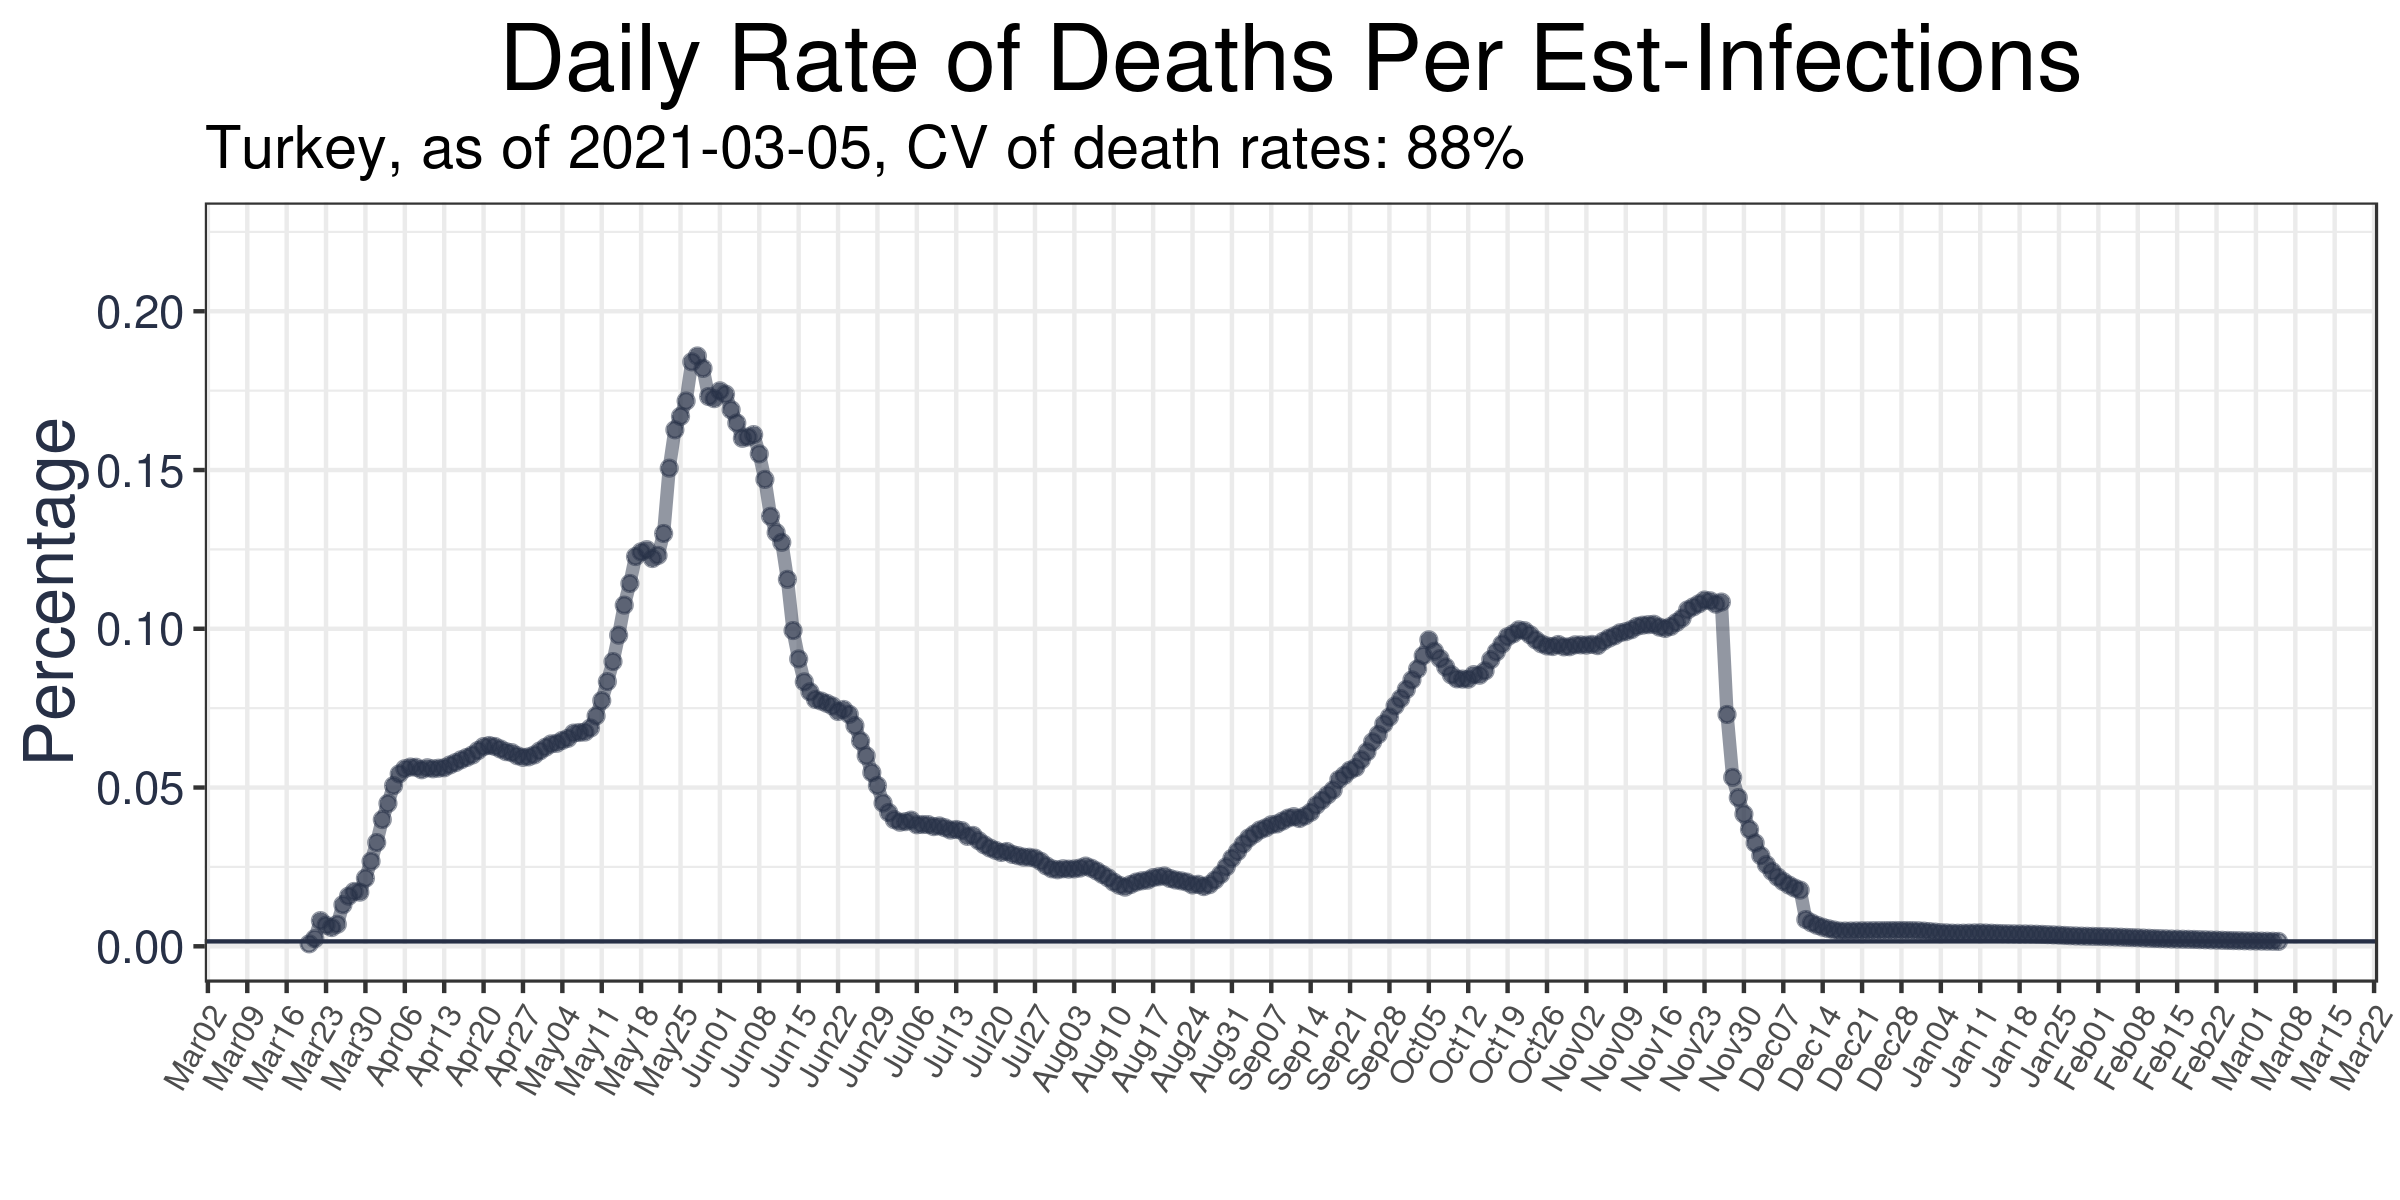 Daily Rate of Deaths Per Est-Infections
Turkey, as of 2021-03-05, CV of death rates: 88%
Percentage
0.20
0.15
0.10
0.05
0.00
Mar02
Mar09
Mar16
Mar23
Mar30
Apr06
Apr13
Apr20
Apr27
May04
May11
May18
May25
Jun01
Jun08
Jun15
Jun22
Jun29
Jul06
Jul13
Jul20
Jul27
Aug03
Aug10
Aug17
Aug24
Aug31
Sep07
Sep14
Sep21
Sep28
Oct05
Oct12
Oct19
Oct26
Nov02
Nov09
Nov16
Nov23
Nov30
Dec07
Dec14
Dec21
Dec28
Jan04
Jan11
Jan18
Jan25
Feb01
Feb08
Feb15
Feb22
Mar01
Mar08
Mar15
Mar22